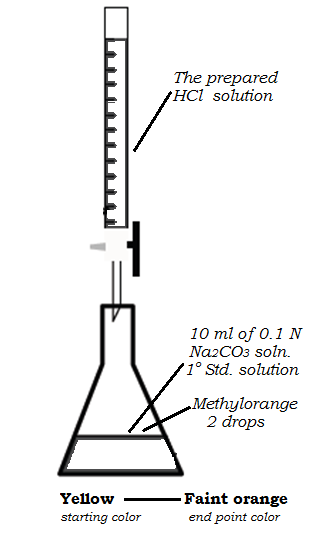 The prepared
HCl solution
10 ml of 0.1 N
Na₂CO₃ soln.
1° Std. solution
Methylorange
2 drops
Yellow Faint orange
starting color end point color